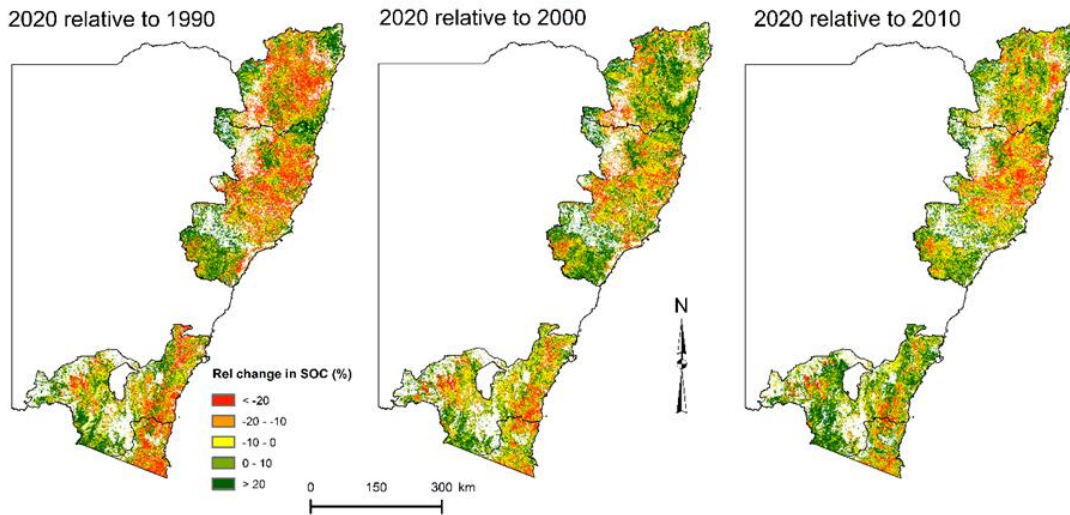 2020 relative to 1990
2020 relative to 2000
2020 relative to 2010
N
Rel change in SOC (%)
< -20
-20 - -10
-10 - 0
0 - 10
> 20
0 150 300 km